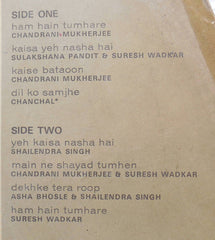 SIDE ONE
ham hain tumhare
CHANDRANI MUKHERJEE
kaisa yeh nasha hai
SULAKSHANA PANDIT & SURESH WADKAR
kaise bataoon
CHANDRANI MUKHERJEE
dil ko samjhe
CHANCHAL*
SIDE TWO
yeh kaisa nasha hai
SHAILENDRA SINGH
main ne shayad tumhen
CHANDRANI MUKHERJEE & SURESH WADKAR
dekhke tera roop
ASHA BHOSLE & SHAILENDRA SINGH
ham hain tumhare
SURESH WADKAR